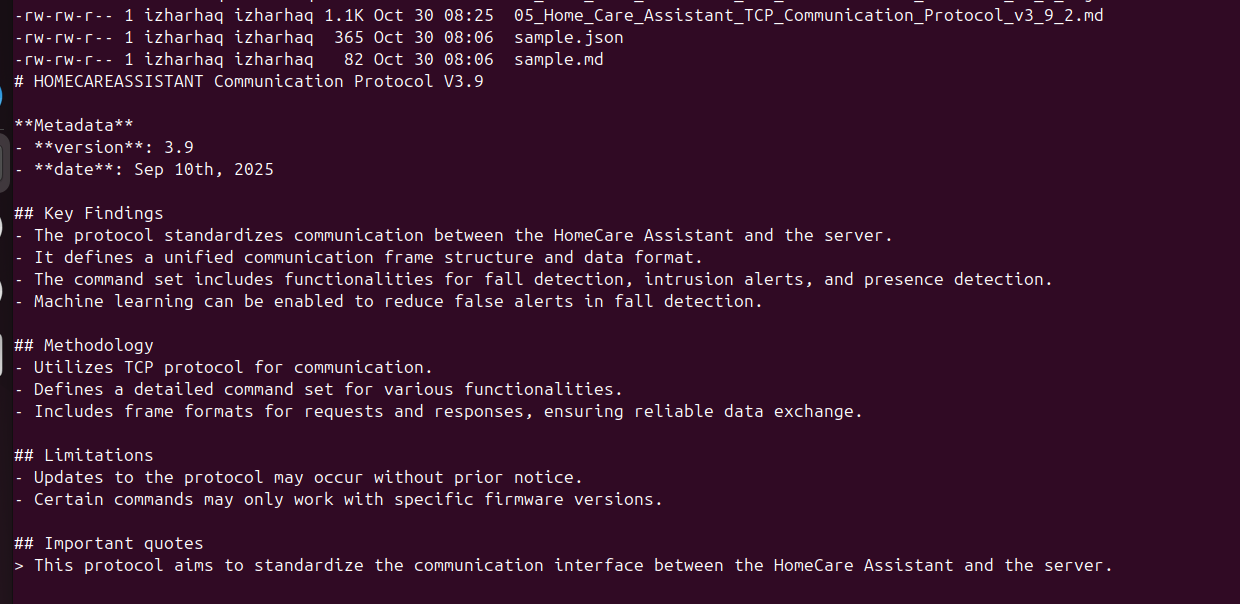 -rw-rw-r-- 1 izharhaq izharhaq 1.1K Oct 30 08:25  05_Home_Care_Assistant_TCP_Communication_Protocol_v3_9_2.md
-rw-rw-r-- 1 izharhaq izharhaq  365 Oct 30 08:06  sample.json
-rw-rw-r-- 1 izharhaq izharhaq   82 Oct 30 08:06  sample.md
# HOMECAREASSISTANT Communication Protocol V3.9

**Metadata**
- **version**: 3.9
- **date**: Sep 10th, 2025

## Key Findings
- The protocol standardizes communication between the HomeCare Assistant and the server.
- It defines a unified communication frame structure and data format.
- The command set includes functionalities for fall detection, intrusion alerts, and presence detection.
- Machine learning can be enabled to reduce false alerts in fall detection.

## Methodology
- Utilizes TCP protocol for communication.
- Defines a detailed command set for various functionalities.
- Includes frame formats for requests and responses, ensuring reliable data exchange.

## Limitations
- Updates to the protocol may occur without prior notice.
- Certain commands may only work with specific firmware versions.

## Important quotes
> This protocol aims to standardize the communication interface between the HomeCare Assistant and the server.